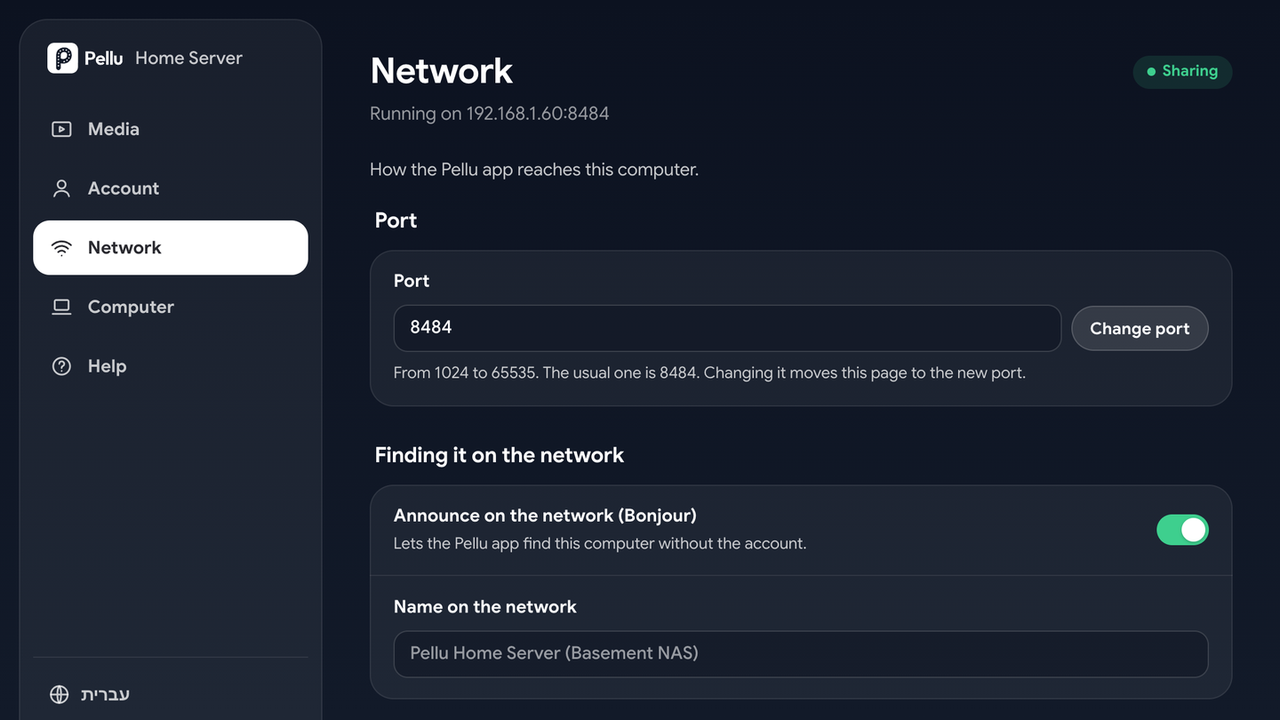 Pellu Home Server
Media
Account
Network
Computer
Help
עברית
Network
Sharing
Running on 192.168.1.60:8484
How the Pellu app reaches this computer.
Port
Port
8484
Change port
From 1024 to 65535. The usual one is 8484. Changing it moves this page to the new port.
Finding it on the network
Announce on the network (Bonjour)
Lets the Pellu app find this computer without the account.
Name on the network
Pellu Home Server (Basement NAS)